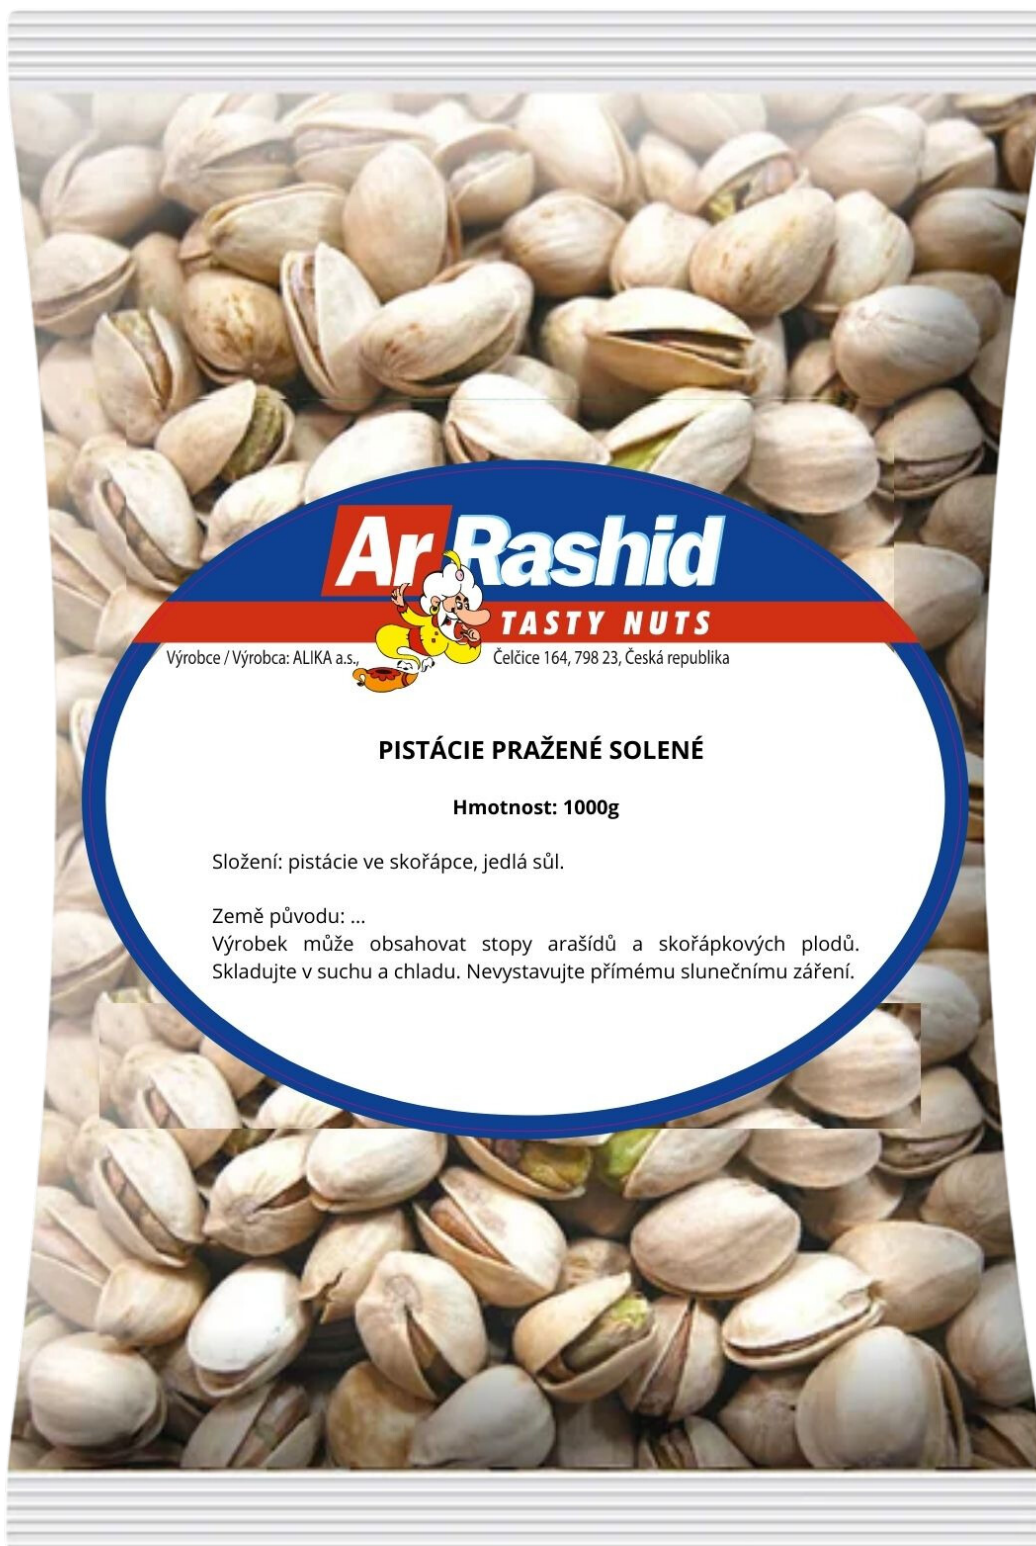 Ar Rashid
TASTY NUTS
Výrobce / Výrobca: ALIKA a.s., Čelčice 164, 798 23, Česká republika
PISTÁCIE PRAŽENÉ SOLENÉ
Hmotnost: 1000g
Složení: pistácie ve skořápce, jedlá sůl.
Země původu: ...
Výrobek může obsahovat stopy arašídů a skořápkových plodů.
Skladujte v suchu a chladu. Nevystavujte přímému slunečnímu záření.